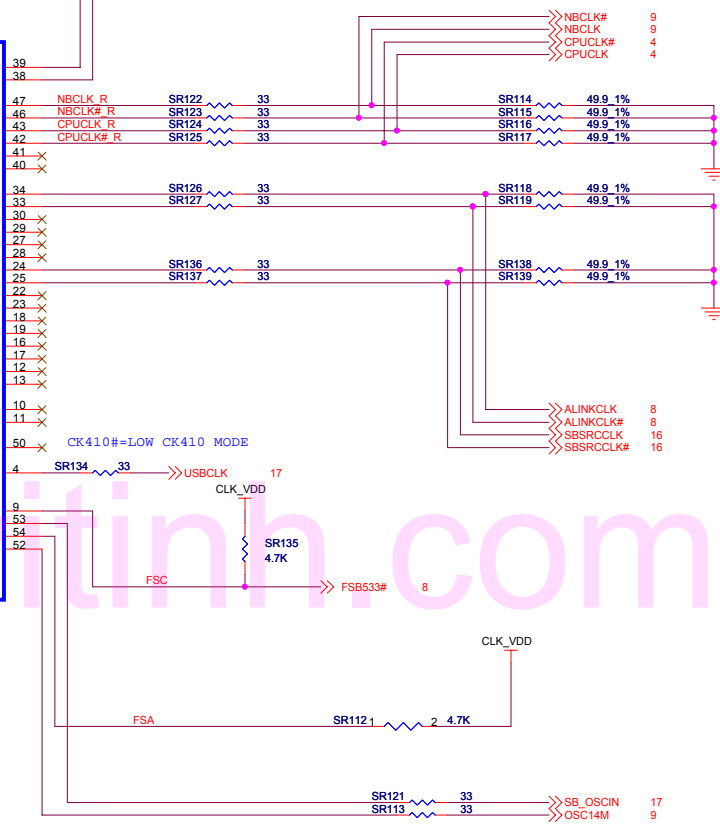 NBCLK# 9
NBCLK 9
CPUCLK# 4
CPUCLK 4
39
38
47 NBCLK_R SR122 33 SR114 49.9_1%
46 NBCLK#_R SR123 33 SR115 49.9_1%
43 CPUCLK_R SR124 33 SR116 49.9_1%
42 CPUCLK#_R SR125 33 SR117 49.9_1%
41
40
34 SR126 33 SR118 49.9_1%
33 SR127 33 SR119 49.9_1%
30
29
27
28
24 SR136 33 SR138 49.9_1%
25 SR137 33 SR139 49.9_1%
22
23
18
19
16
17
12
13
10 ALINKCLK 8
11 ALINKCLK# 8
SBSRCCLK 16
50 CK410#=LOW CK410 MODE SBSRCCLK# 16
4 SR134 33 USBCLK 17
CLK_VDD
9
53
54
52
SR135
4.7K
itinh.com
FSC FSB533# 8
CLK_VDD
FSA SR112 1 2 4.7K
SR121 33 SB_OSCIN 17
SR113 33 OSC14M 9